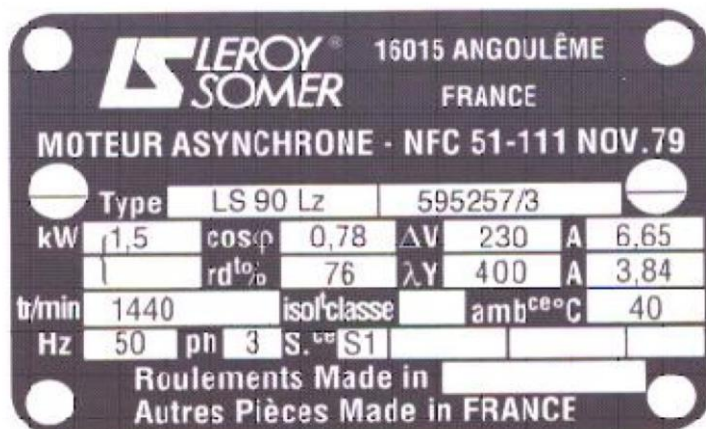 LEROY® 16015 ANGOULÊME
SOMER FRANCE
MOTEUR ASYNCHRONE - NFC 51-111 NOV.79
Type LS 90 Lz 595257/3
kW 1,5 cosφ 0,78 ΔV 230 A 6,65
rdto% 76 λY 400 A 3,84
tr/min 1440 isolt classe ambce°C 40
Hz 50 ph 3 S.ce S1
Roulements Made in
Autres Pièces Made in FRANCE